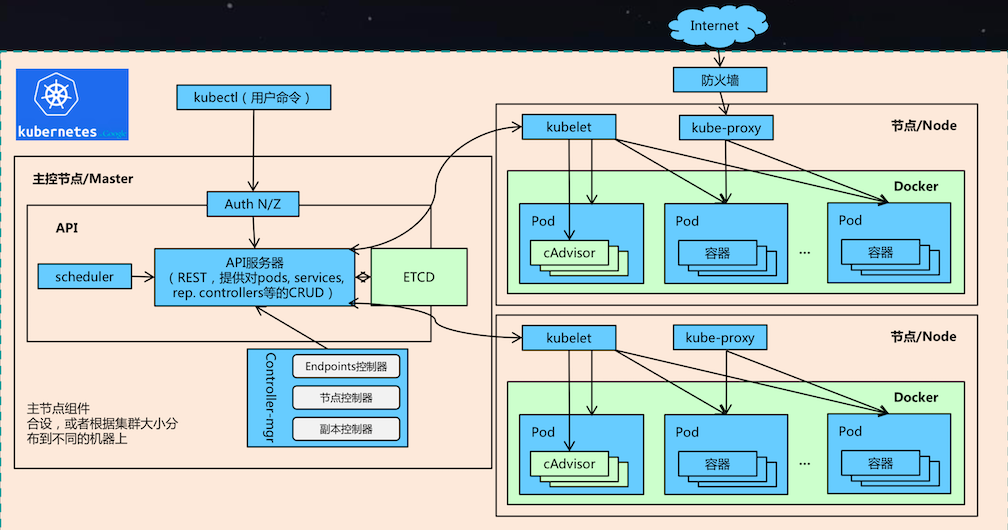 Internet
防火墙
kubernetes
by Google
kubectl（用户命令）
kubelet
kube-proxy
节点/Node
主控节点/Master
Docker
Auth N/Z
API
Pod
Pod
Pod
cAdvisor
容器
...
容器
API服务器
（REST，提供对pods, services,
rep. controllers等的CRUD）
scheduler
ETCD
kubelet
kube-proxy
节点/Node
Controller-mgr
Endpoints控制器
节点控制器
副本控制器
Docker
主节点组件
合设，或者根据集群大小分
布到不同的机器上
Pod
Pod
Pod
cAdvisor
容器
...
容器